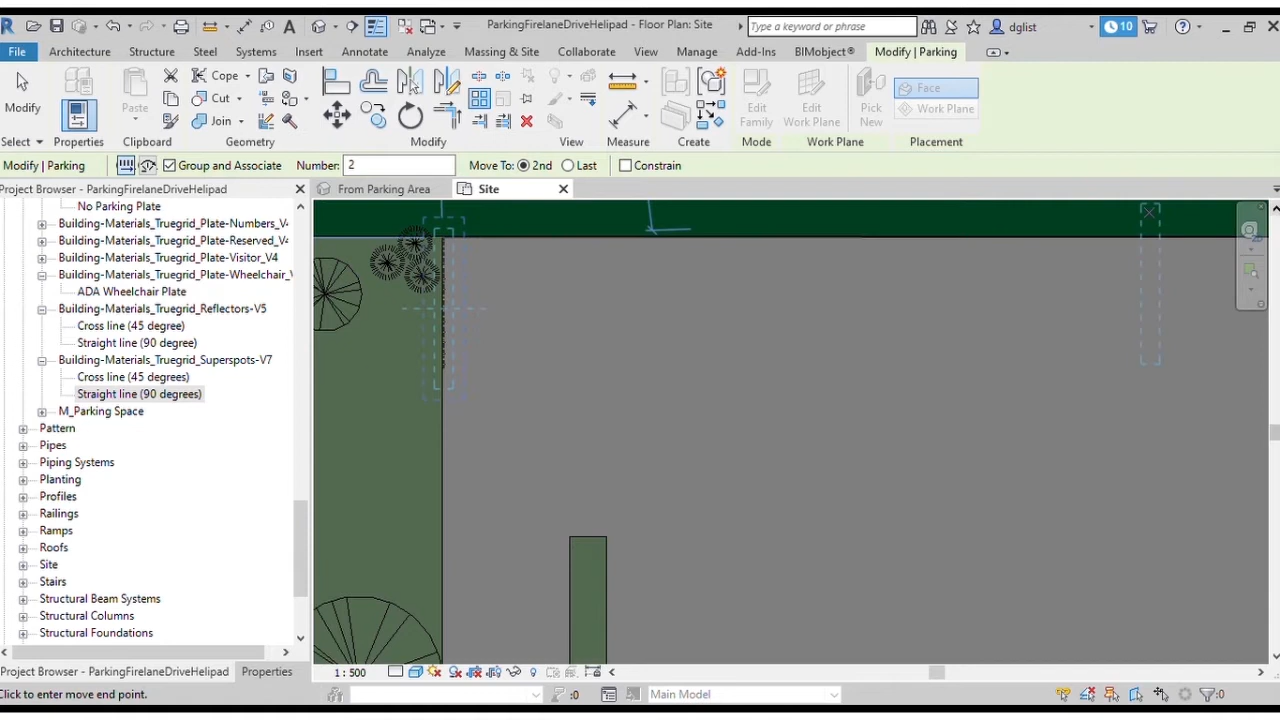 ParkingFirelaneDriveHelipad - Floor Plan: Site
Type a keyword or phrase
dglist
10
File Architecture Structure Steel Systems Insert Annotate Analyze Massing & Site Collaborate View Manage Add-Ins BIMobject® Modify | Parking
Modify
Paste
Cope
Cut
Join
Edit Family
Edit Work Plane
Pick New
Face
Work Plane
Select Properties Clipboard Geometry Modify View Measure Create Mode Work Plane Placement
Modify | Parking Group and Associate Number: 2 Move To: 2nd Last Constrain
Project Browser - ParkingFirelaneDriveHelipad
From Parking Area Site
No Parking Plate
Building-Materials_Truegrid_Plate-Numbers_V4
Building-Materials_Truegrid_Plate-Reserved_V4
Building-Materials_Truegrid_Plate-Visitor_V4
Building-Materials_Truegrid_Plate-Wheelchair_V
ADA Wheelchair Plate
Building-Materials_Truegrid_Reflectors-V5
Cross line (45 degree)
Straight line (90 degree)
Building-Materials_Truegrid_Superspots-V7
Cross line (45 degrees)
Straight line (90 degrees)
M_Parking Space
Pattern
Pipes
Piping Systems
Planting
Profiles
Railings
Ramps
Roofs
Site
Stairs
Structural Beam Systems
Structural Columns
Structural Foundations
Project Browser - ParkingFirelaneDriveHelipad Properties
1 : 500
Click to enter move end point.
:0
Main Model
:0